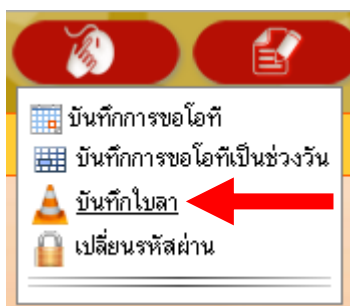 บันทึกการขอโอที
บันทึกการขอโอทีเป็นช่วงวัน
บันทึกใบลา
เปลี่ยนรหัสผ่าน